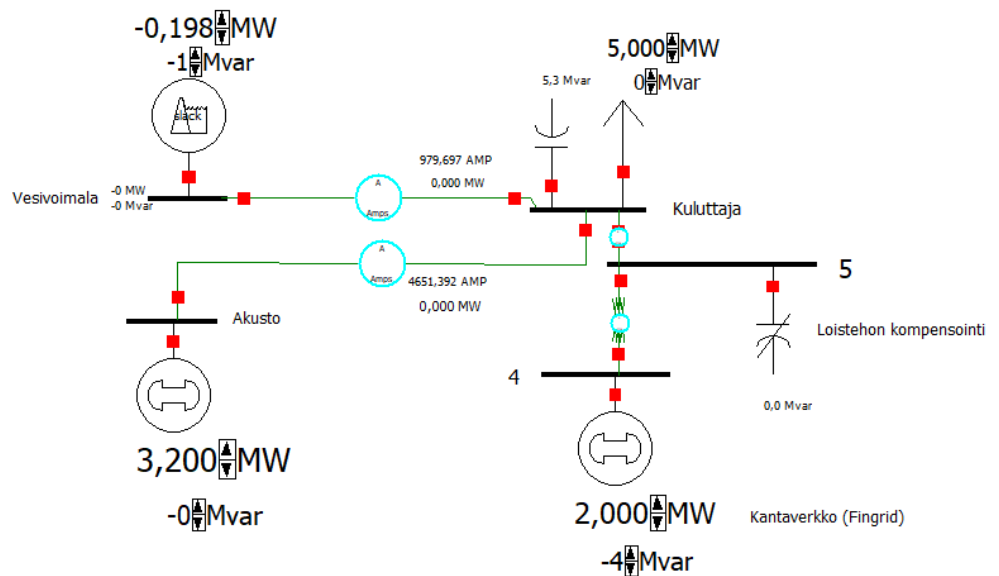 -0,198 MW
-1 Mvar
slack
Vesivoimala
-0 MW
-0 Mvar
A
Amps
979,697 AMP
0,000 MW
5,3 Mvar
5,000 MW
0 Mvar
Kuluttaja
A
Amps
4651,392 AMP
0,000 MW
5
Akusto
Loistehon kompensointi
4
0,0 Mvar
3,200 MW
-0 Mvar
2,000 MW
Kantaverkko (Fingrid)
-4 Mvar